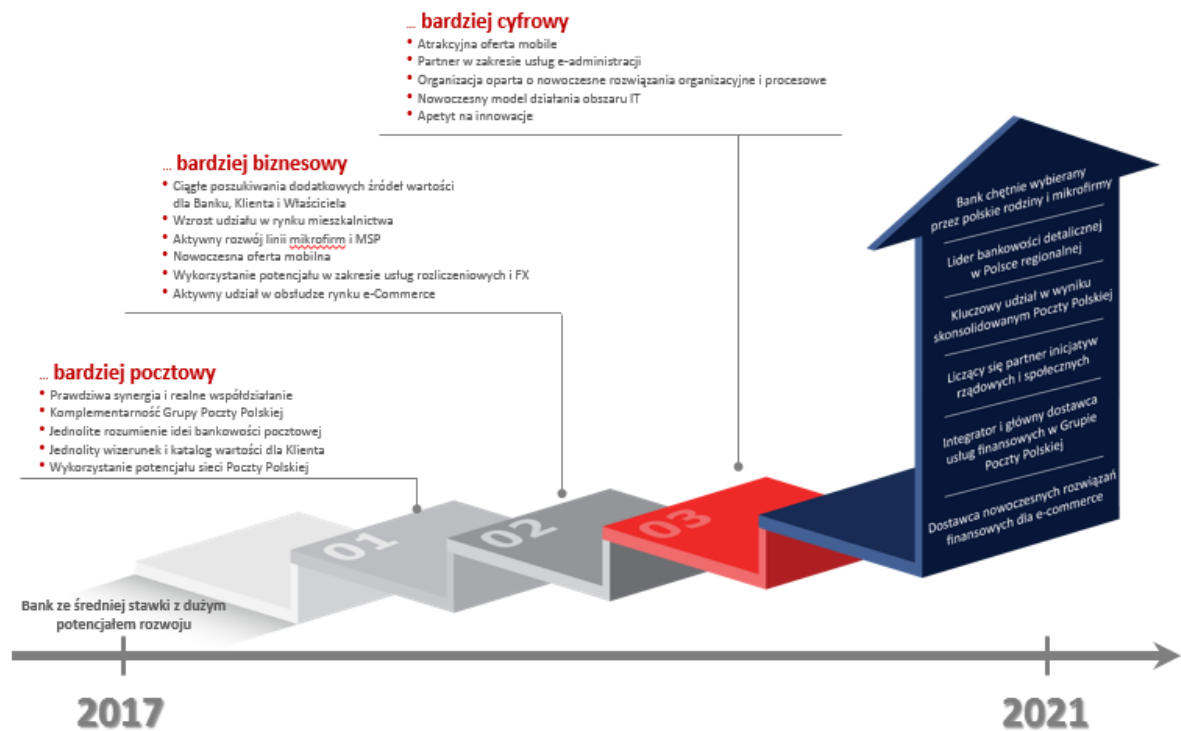 ... bardziej cyfrowy
• Atrakcyjna oferta mobile
• Partner w zakresie usług e-administracji
• Organizacja oparta o nowoczesne rozwiązania organizacyjne i procesowe
• Nowoczesny model działania obszaru IT
• Apetyt na innowacje
... bardziej biznesowy
• Ciągłe poszukiwania dodatkowych źródeł wartości
dla Banku, Klienta i Właściciela
• Wzrost udziału w rynku mieszkalnictwa
• Aktywny rozwój linii mikrofirm i MSP
• Nowoczesna oferta mobilna
• Wykorzystanie potencjału w zakresie usług rozliczeniowych i FX
• Aktywny udział w obsłudze rynku e-Commerce
... bardziej pocztowy
• Prawdziwa synergia i realne współdziałanie
• Komplementarność Grupy Poczty Polskiej
• Jednolite rozumienie idei bankowości pocztowej
• Jednolity wizerunek i katalog wartości dla Klienta
• Wykorzystanie potencjału sieci Poczty Polskiej
01
02
03
Bank chętnie wybierany
przez polskie rodziny i mikrofirmy
Lider bankowości detalicznej
w Polsce regionalnej
Kluczowy udział w wyniku
skonsolidowanym Poczty Polskiej
Liczący się partner inicjatyw
rządowych i społecznych
Integrator i główny dostawca
usług finansowych w Grupie
Poczty Polskiej
Dostawca nowoczesnych rozwiązań
finansowych dla e-commerce
Bank ze średniej stawki z dużym
potencjałem rozwoju
2017
2021